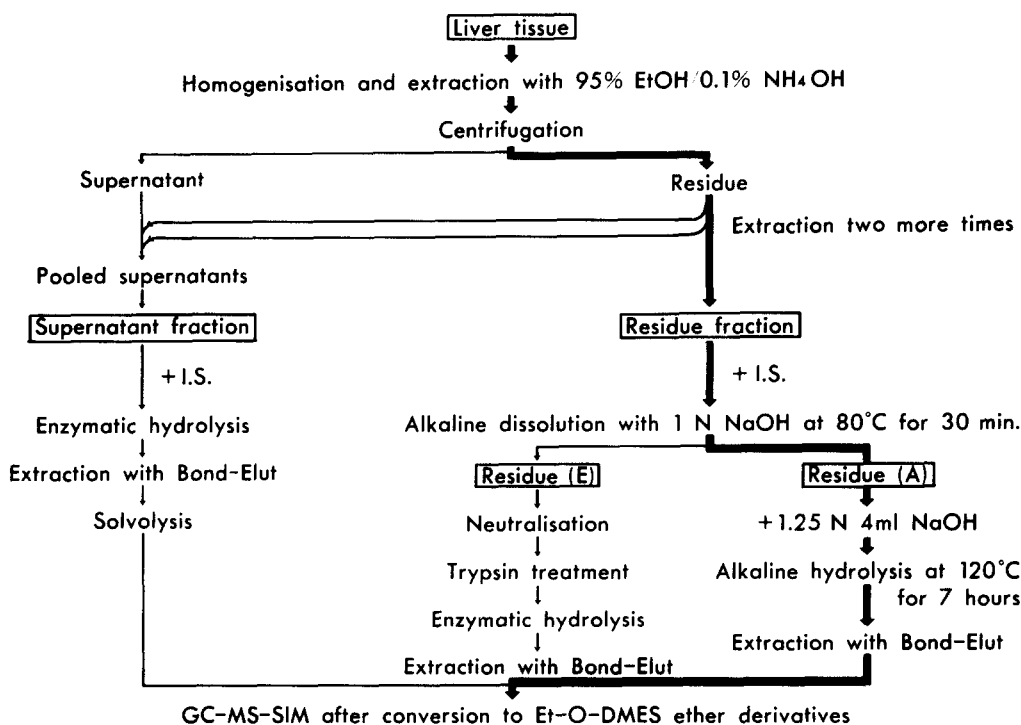 Liver tissue
Homogenisation and extraction with 95% EtOH/0.1% NH4OH
Centrifugation
Supernatant
Residue
Extraction two more times
Pooled supernatants
Supernatant fraction
Residue fraction
+I.S.
+I.S.
Enzymatic hydrolysis
Alkaline dissolution with 1 N NaOH at 80°C for 30 min.
Extraction with Bond-Elut
Residue (E)
Residue (A)
Solvolysis
Neutralisation
+1.25 N 4ml NaOH
Trypsin treatment
Alkaline hydrolysis at 120°C
for 7 hours
Enzymatic hydrolysis
Extraction with Bond-Elut
Extraction with Bond-Elut
GC-MS-SIM after conversion to Et-O-DMES ether derivatives